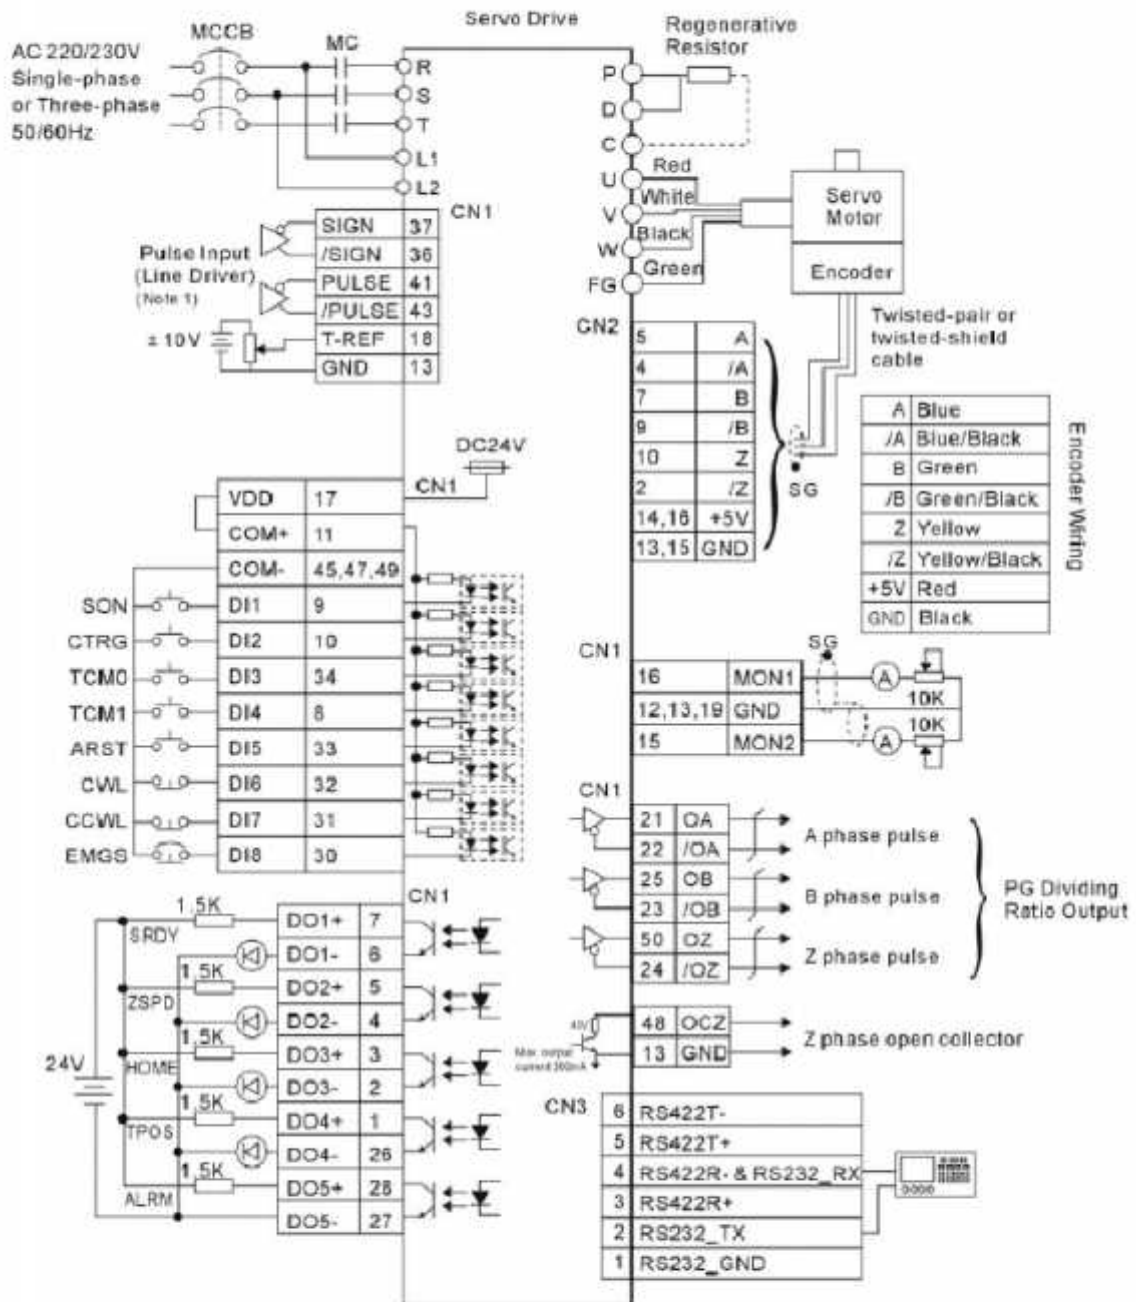 Servo Drive
MCCB
MC
AC 220/230V
Single-phase
or Three-phase
50/60Hz
R
S
T
L1
L2
Regenerative
Resistor
P
D
C
U
V
W
FG
Red
White
Black
Green
Servo
Motor
Encoder
Twisted-pair or
twisted-shield
cable
CN1
SIGN 37
/SIGN 36
PULSE 41
/PULSE 43
T-REF 18
GND 13
Pulse Input
(Line Driver)
(Note 1)
± 10V
CN2
5 A
4 /A
7 B
9 /B
10 Z
2 /Z
14,16 +5V
13,15 GND
SG
A Blue
/A Blue/Black
B Green
/B Green/Black
Z Yellow
/Z Yellow/Black
+5V Red
GND Black
Encoder Wiring
DC24V
CN1
VDD 17
COM+ 11
COM- 45,47,49
SON DI1 9
CTRG DI2 10
TCM0 DI3 34
TCM1 DI4 8
ARST DI5 33
CWL DI6 32
CCWL DI7 31
EMGS DI8 30
CN1
SG
16 MON1
12,13,19 GND
15 MON2
A
10K
10K
A
CN1
21 OA
22 /OA
A phase pulse
25 OB
23 /OB
B phase pulse
50 OZ
24 /OZ
Z phase pulse
PG Dividing
Ratio Output
48 OCZ
13 GND
Z phase open collector
40V
Max. output
current 300mA
CN1
24V
1.5K
SRDY
DO1+ 7
DO1- 6
1.5K
ZSPD
DO2+ 5
DO2- 4
1.5K
HOME
DO3+ 3
DO3- 2
1.5K
TPOS
DO4+ 1
DO4- 26
1.5K
ALRM
DO5+ 28
DO5- 27
CN3
6 RS422T-
5 RS422T+
4 RS422R- & RS232_RX
3 RS422R+
2 RS232_TX
1 RS232_GND